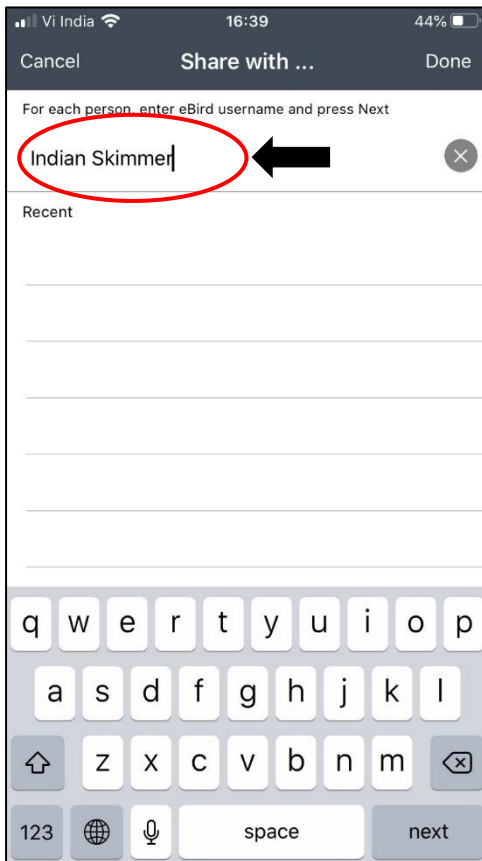 Vi India 16:39 44%
Cancel Share with ... Done
For each person, enter eBird username and press Next
Indian Skimmer
Recent
q w e r t y u i o p
a s d f g h j k l
z x c v b n m
123 space next